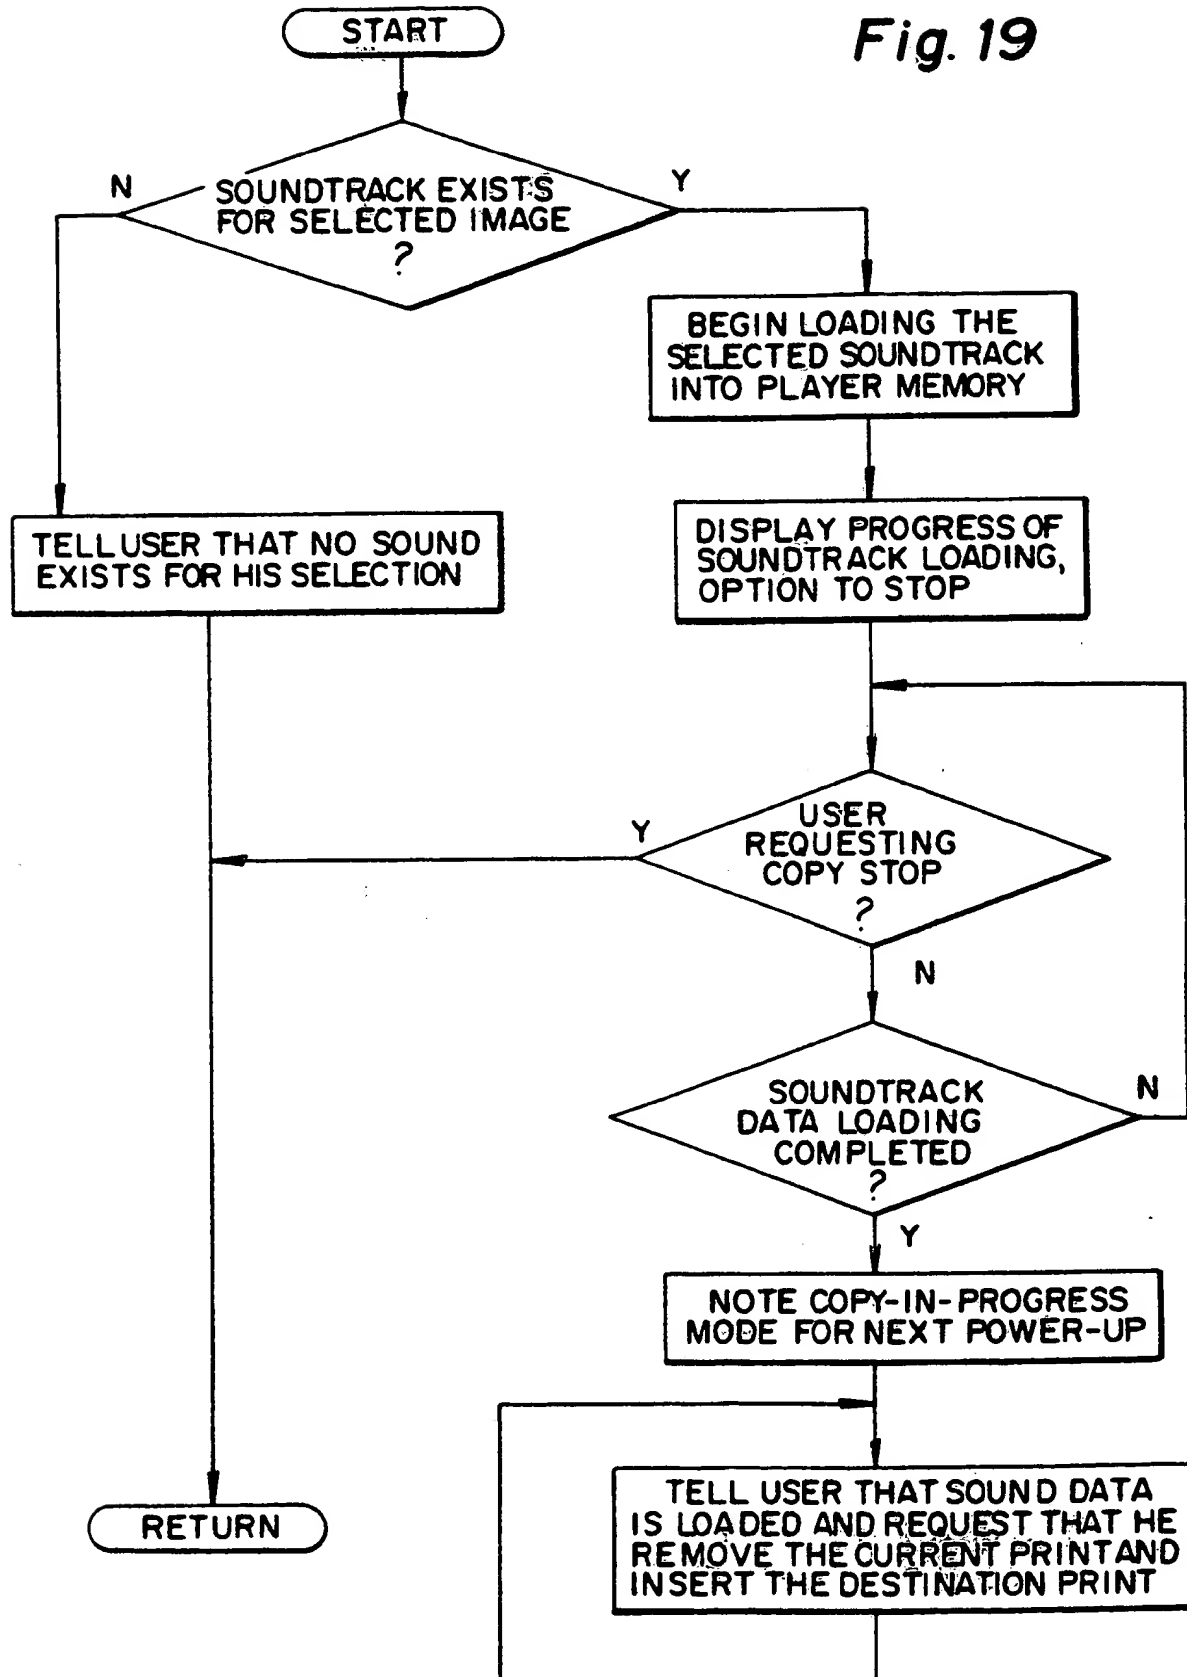 START
Fig. 19
N
SOUNDTRACK EXISTS
FOR SELECTED IMAGE
?
Y
BEGIN LOADING THE
SELECTED SOUNDTRACK
INTO PLAYER MEMORY
TELL USER THAT NO SOUND
EXISTS FOR HIS SELECTION
DISPLAY PROGRESS OF
SOUNDTRACK LOADING,
OPTION TO STOP
Y
USER
REQUESTING
COPY STOP
?
N
SOUNDTRACK
DATA LOADING
COMPLETED
?
N
Y
NOTE COPY-IN-PROGRESS
MODE FOR NEXT POWER-UP
RETURN
TELL USER THAT SOUND DATA
IS LOADED AND REQUEST THAT HE
REMOVE THE CURRENT PRINT AND
INSERT THE DESTINATION PRINT